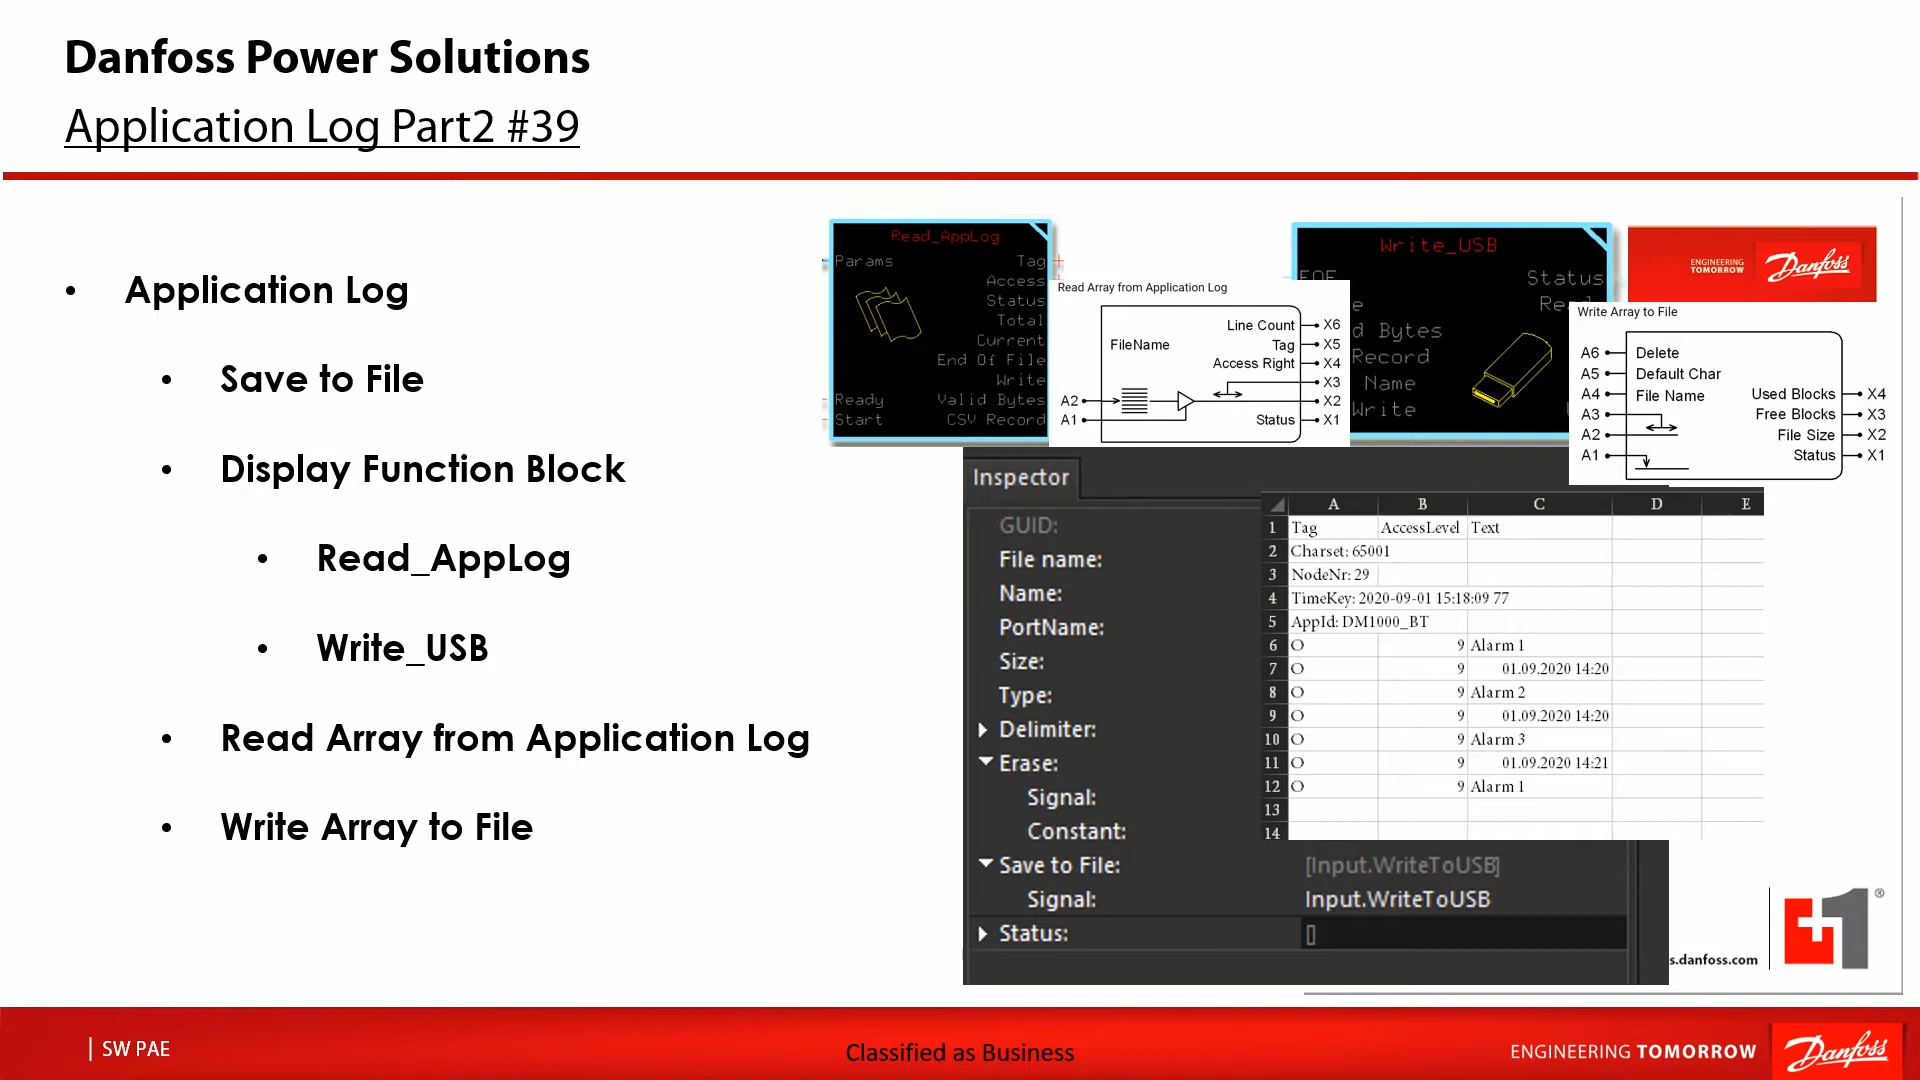 Danfoss Power Solutions
Application Log Part2 #39
• Application Log
• Save to File
• Display Function Block
• Read_AppLog
• Write_USB
• Read Array from Application Log
• Write Array to File
Read_AppLog
Params
Tag
Access
Status
Total
Current
End Of File
Write
Ready
Valid Bytes
Start
CSV Record
Read Array from Application Log
FileName
Line Count X6
Tag X5
Access Right X4
X3
A2
X2
A1
Status X1
Write_USB
EOF
Status
d Bytes
Record
Name
Write
ENGINEERING
TOMORROW
Danfoss
Write Array to File
A6 Delete
A5 Default Char
A4 File Name
A3
A2
A1
Used Blocks X4
Free Blocks X3
File Size X2
Status X1
Inspector
GUID:
File name:
Name:
PortName:
Size:
Type:
Delimiter:
Erase:
Signal:
Constant:
Save to File: [Input.WriteToUSB]
Signal: Input.WriteToUSB
Status: []
A B C D E
1 Tag AccessLevel Text
2 Charset: 65001
3 NodeNr: 29
4 TimeKey: 2020-09-01 15:18:09 77
5 AppId: DM1000_BT
6 O 9 Alarm 1
7 O 9 01.09.2020 14:20
8 O 9 Alarm 2
9 O 9 01.09.2020 14:20
10 O 9 Alarm 3
11 O 9 01.09.2020 14:21
12 O 9 Alarm 1
13
14
s.danfoss.com
+1 ®
| SW PAE
Classified as Business
ENGINEERING TOMORROW
Danfoss